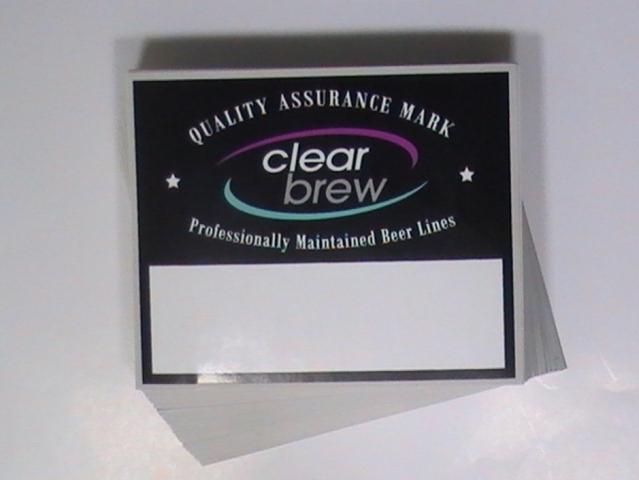 QUALITY ASSURANCE MARK
clear
brew
Professionally Maintained Beer Lines